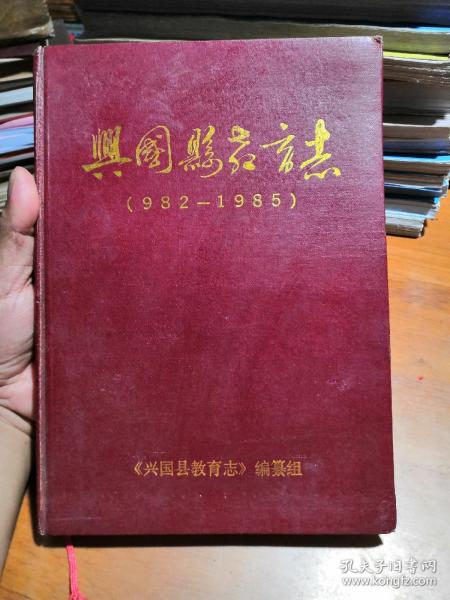 興國縣教育志
(982—1985)
《兴国县教育志》编纂组
孔夫子旧书网
kongfz.com